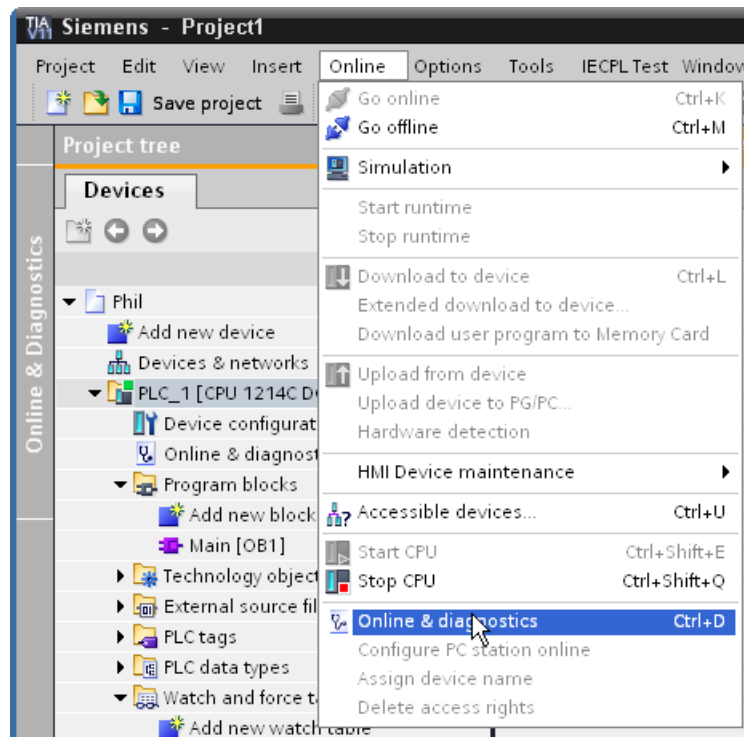 TIA V11 Siemens - Project1
Project Edit View Insert Online Options Tools IECPL Test Window
Save project
Project tree
Devices
Online & Diagnostics
Phil
Add new device
Devices & networks
PLC_1 [CPU 1214C D
Device configurat
Online & diagnost
Program blocks
Add new block
Main [OB1]
Technology object
External source fil
PLC tags
PLC data types
Watch and force t
Add new watch table
Go online Ctrl+K
Go offline Ctrl+M
Simulation
Start runtime
Stop runtime
Download to device Ctrl+L
Extended download to device...
Download user program to Memory Card
Upload from device
Upload device to PG/PC...
Hardware detection
HMI Device maintenance
Accessible devices... Ctrl+U
Start CPU Ctrl+Shift+E
Stop CPU Ctrl+Shift+Q
Online & diagnostics Ctrl+D
Configure PC station online
Assign device name
Delete access rights